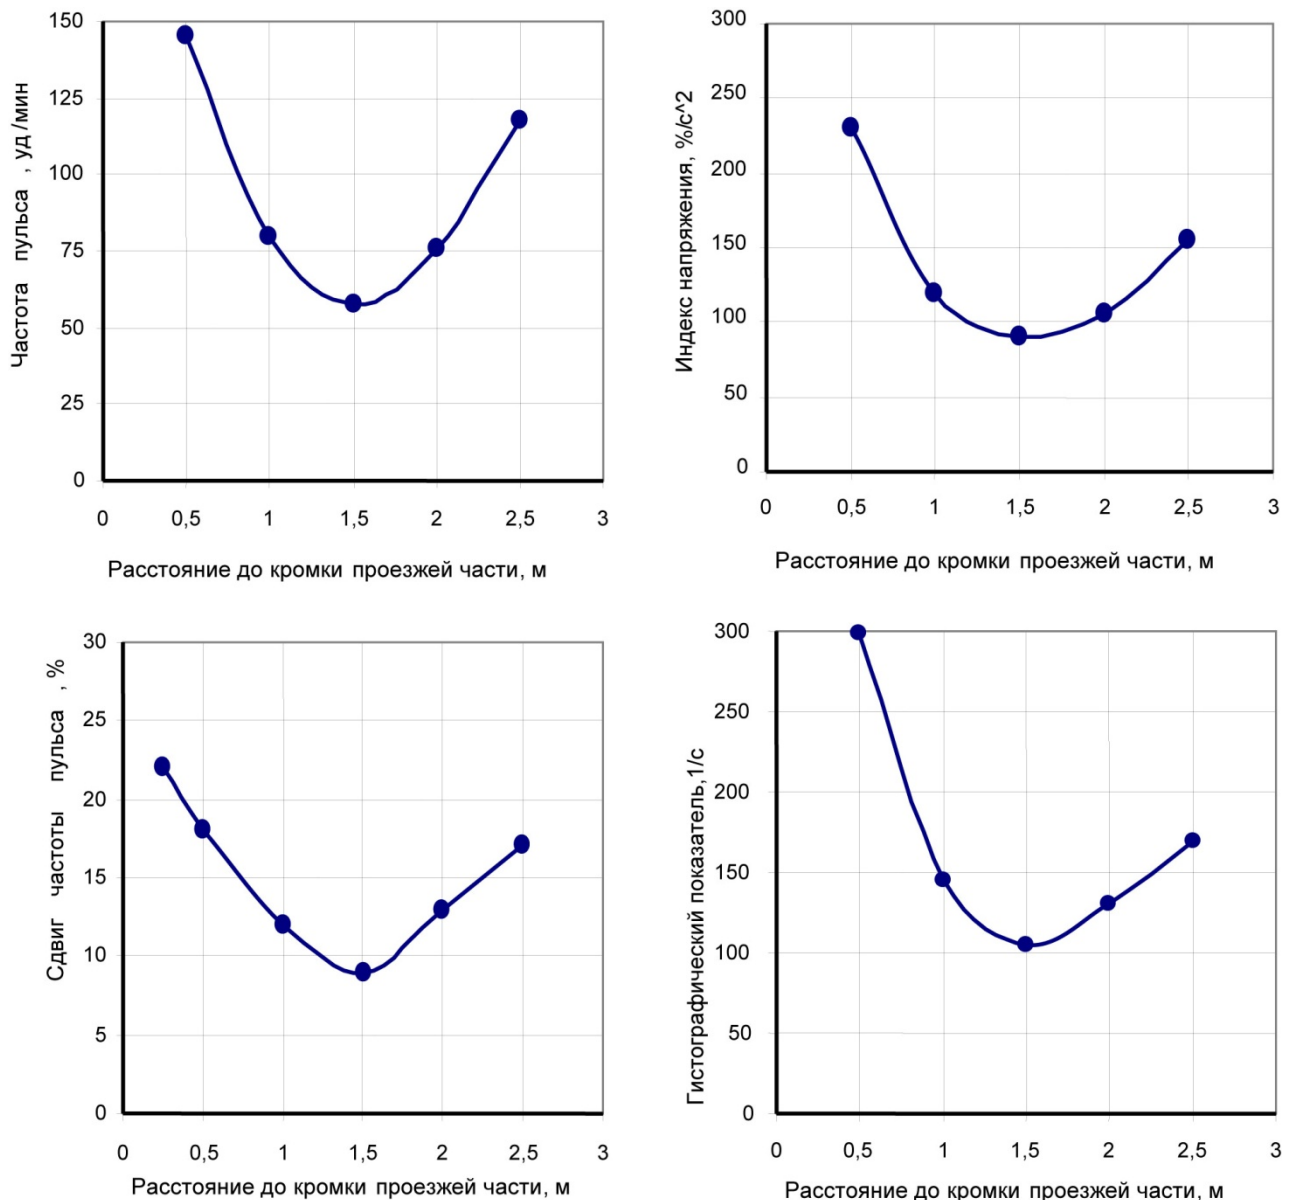 Частота пульса , уд /мин
150
125
100
75
50
25
0
0 0,5 1 1,5 2 2,5 3
Расстояние до кромки проезжей части, м
Индекс напряжения, %/с^2
300
250
200
150
100
50
0
0 0,5 1 1,5 2 2,5 3
Расстояние до кромки проезжей части, м
Сдвиг частоты пульса , %
30
25
20
15
10
5
0
0 0,5 1 1,5 2 2,5 3
Расстояние до кромки проезжей части, м
Гистографический показатель,1/с
300
250
200
150
100
50
0
0 0,5 1 1,5 2 2,5 3
Расстояние до кромки проезжей части, м